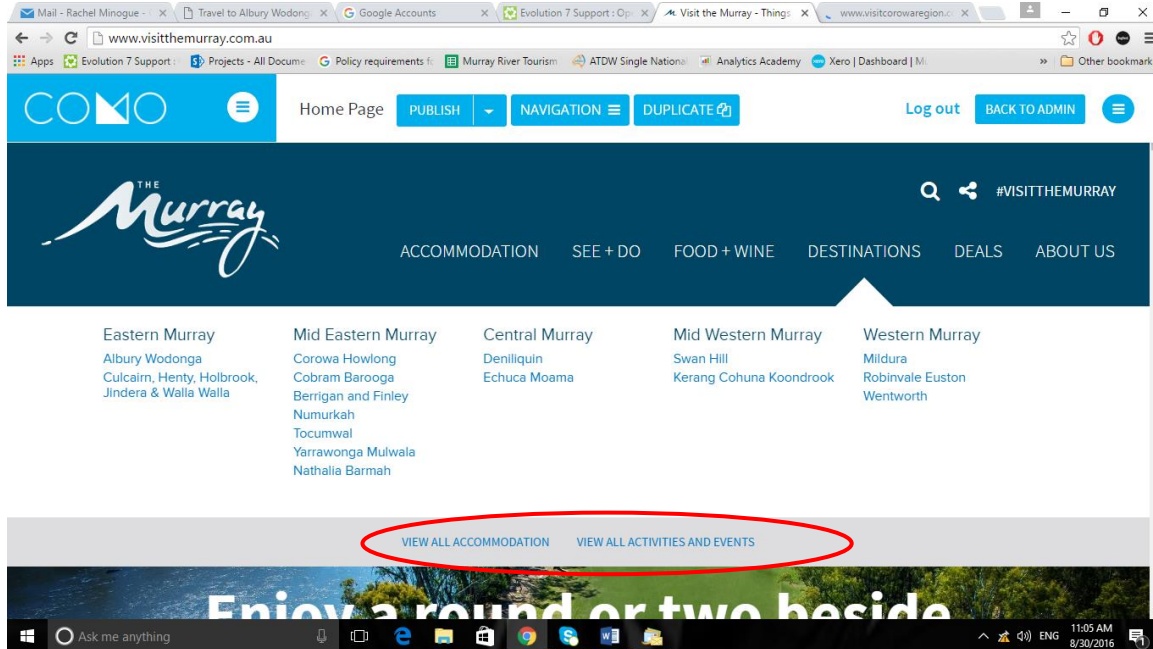 Mail - Rachel Minogue -
Travel to Albury Wodong
Google Accounts
Evolution 7 Support : Op
Visit the Murray - Things
www.visitcorowaregion.c
www.visitthemurray.com.au
Apps
Evolution 7 Support :
Projects - All Docume
Policy requirements f
Murray River Tourism
ATDW Single National
Analytics Academy
Xero | Dashboard | M
»
Other bookmark
COMO
Home Page
PUBLISH
NAVIGATION
DUPLICATE
Log out
BACK TO ADMIN
THE
Murray
#VISITTHEMURRAY
ACCOMMODATION
SEE + DO
FOOD + WINE
DESTINATIONS
DEALS
ABOUT US
Eastern Murray
Albury Wodonga
Culcairn, Henty, Holbrook,
Jindera & Walla Walla
Mid Eastern Murray
Corowa Howlong
Cobram Barooga
Berrigan and Finley
Numurkah
Tocumwal
Yarrawonga Mulwala
Nathalia Barmah
Central Murray
Deniliquin
Echuca Moama
Mid Western Murray
Swan Hill
Kerang Cohuna Koondrook
Western Murray
Mildura
Robinvale Euston
Wentworth
VIEW ALL ACCOMMODATION
VIEW ALL ACTIVITIES AND EVENTS
Enjoy a round or two beside
Ask me anything
ENG
11:05 AM
8/30/2016